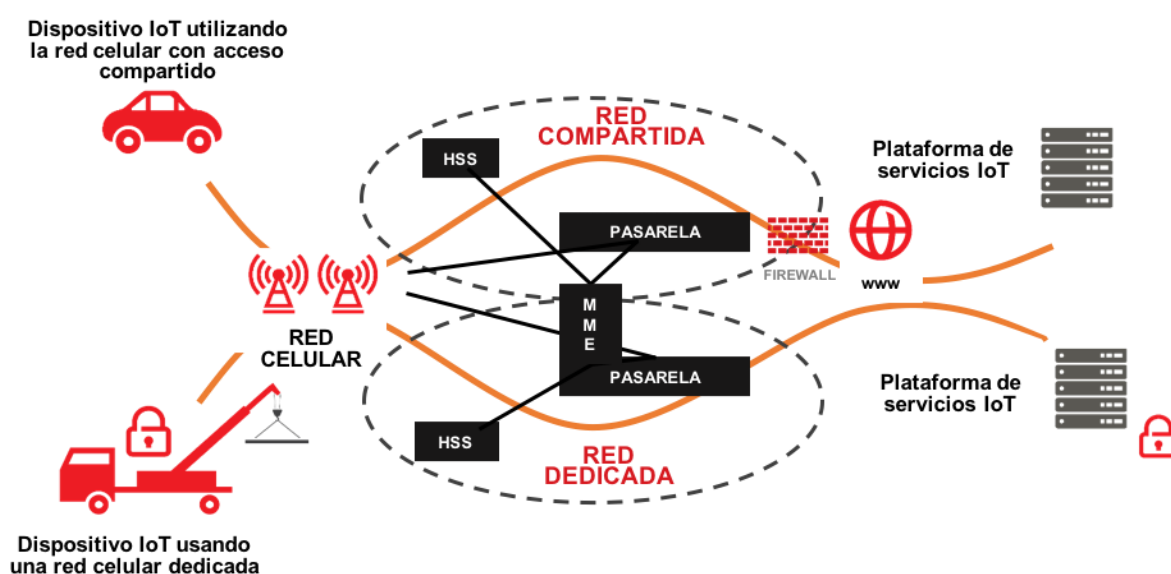 Dispositivo IoT utilizando
la red celular con acceso
compartido
RED
COMPARTIDA
HSS
PASARELA
Plataforma de
servicios IoT
FIREWALL
www
RED
CELULAR
M
M
E
PASARELA
Plataforma de
servicios IoT
HSS
RED
DEDICADA
Dispositivo IoT usando
una red celular dedicada